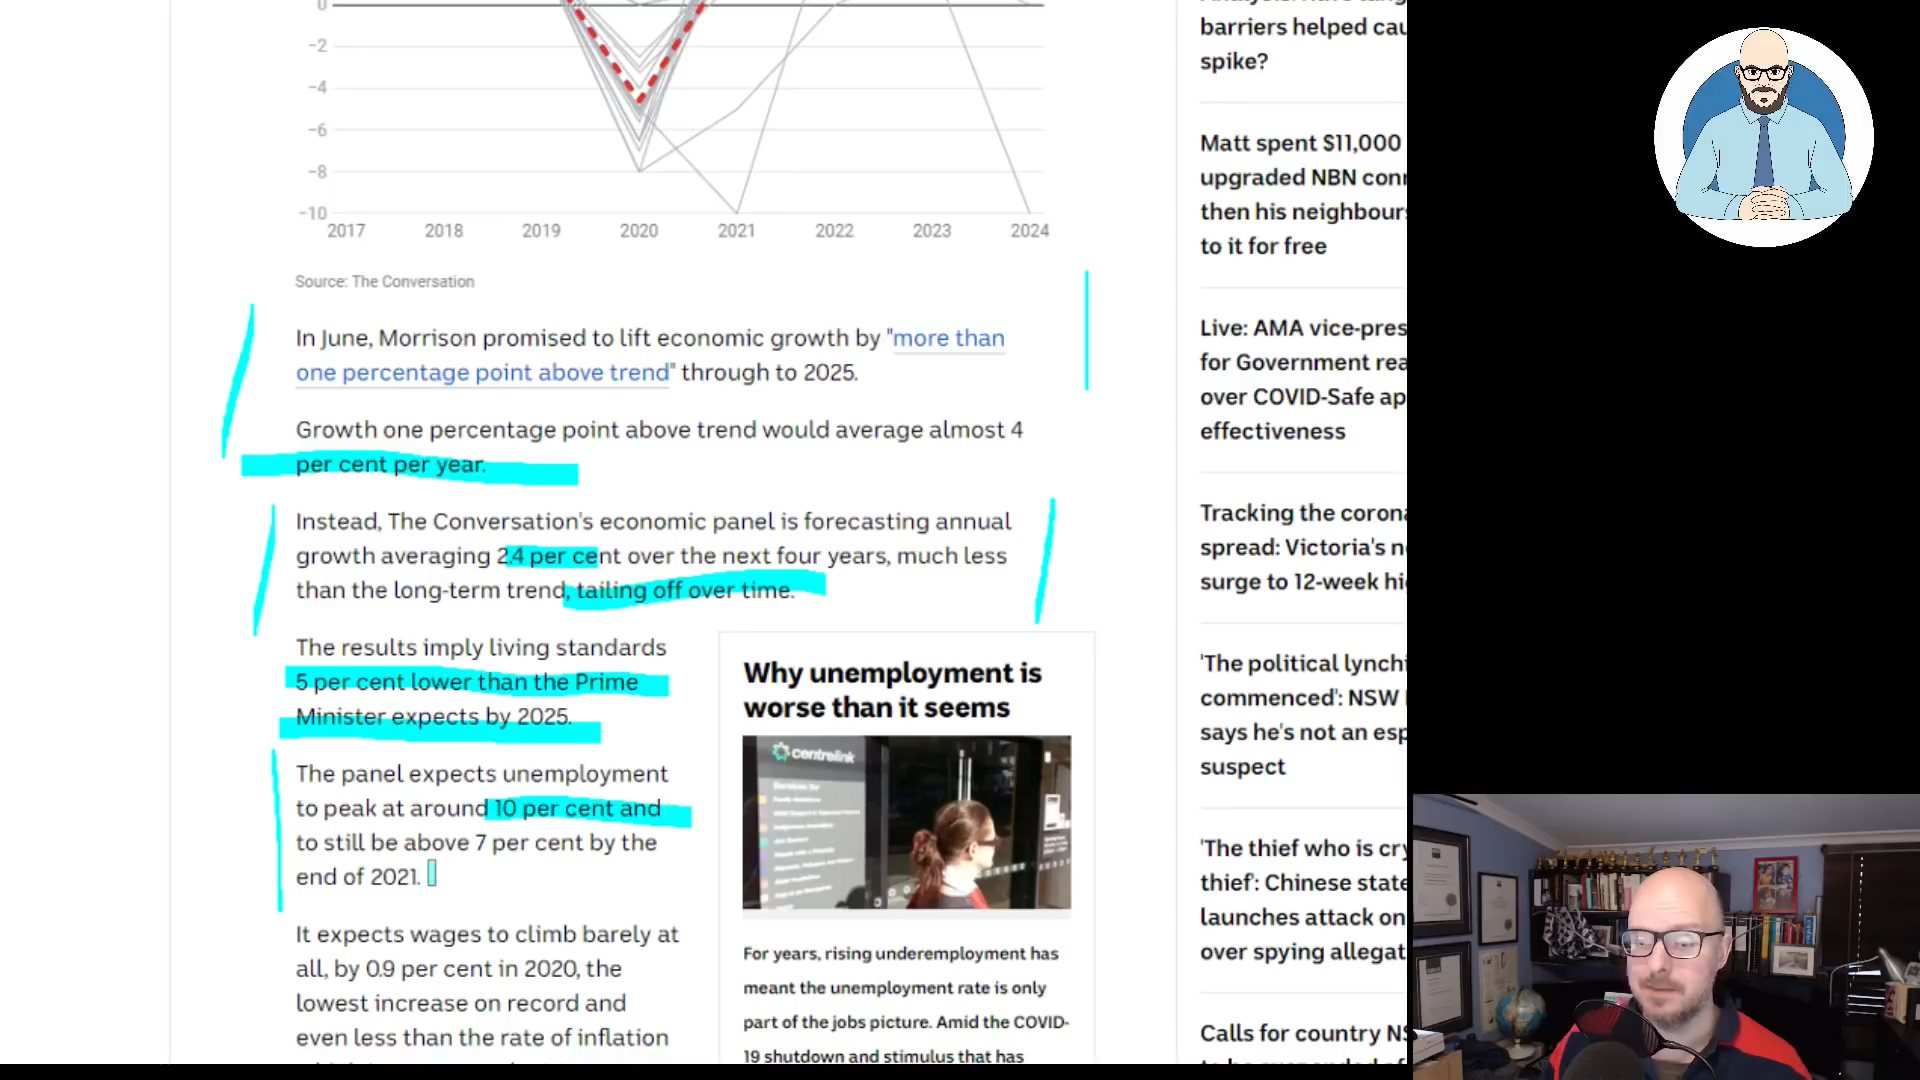 0
-2
-4
-6
-8
-10
2017 2018 2019 2020 2021 2022 2023 2024
Source: The Conversation
In June, Morrison promised to lift economic growth by "more than
one percentage point above trend" through to 2025.
Growth one percentage point above trend would average almost 4
per cent per year.
Instead, The Conversation's economic panel is forecasting annual
growth averaging 2.4 per cent over the next four years, much less
than the long-term trend, tailing off over time.
The results imply living standards
5 per cent lower than the Prime
Minister expects by 2025.
The panel expects unemployment
to peak at around 10 per cent and
to still be above 7 per cent by the
end of 2021.
It expects wages to climb barely at
all, by 0.9 per cent in 2020, the
lowest increase on record and
even less than the rate of inflation
Why unemployment is
worse than it seems
centrelink
For years, rising underemployment has
meant the unemployment rate is only
part of the jobs picture. Amid the COVID-
19 shutdown and stimulus that has
barriers helped cau
spike?
Matt spent $11,000
upgraded NBN con
then his neighbour
to it for free
Live: AMA vice-pres
for Government rea
over COVID-Safe ap
effectiveness
Tracking the corona
spread: Victoria's n
surge to 12-week hi
'The political lynchi
commenced': NSW
says he's not an esp
suspect
'The thief who is cry
thief': Chinese state
launches attack on
over spying allegat
Calls for country NS